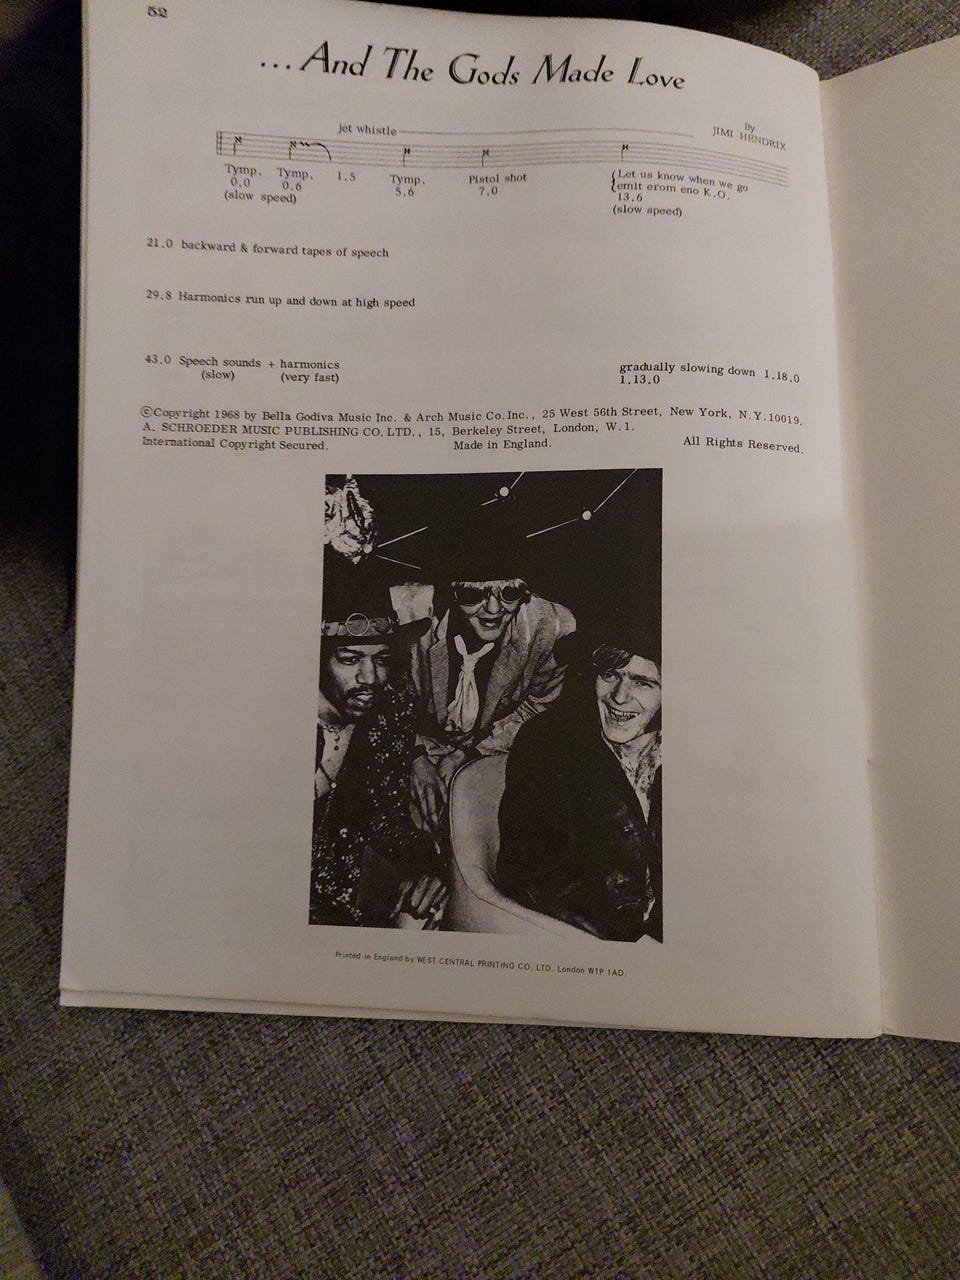 52
...And The Gods Made Love
By
JIMI HENDRIX
jet whistle
Tymp. Tymp. 1.5 Tymp. Pistol shot {Let us know when we go
0.0 0.6 5.6 7.0 {emit erom eno K.O.
(slow speed) 13.6
(slow speed)
21.0 backward & forward tapes of speech
29.8 Harmonics run up and down at high speed
43.0 Speech sounds + harmonics gradually slowing down 1.18.0
(slow) (very fast) 1.13.0
©Copyright 1968 by Bella Godiva Music Inc. & Arch Music Co. Inc., 25 West 56th Street, New York, N.Y.10019.
A. SCHROEDER MUSIC PUBLISHING CO. LTD., 15, Berkeley Street, London, W.1.
International Copyright Secured. Made in England. All Rights Reserved.
Printed in England by WEST CENTRAL PRINTING CO. LTD. London W1P 1AD.